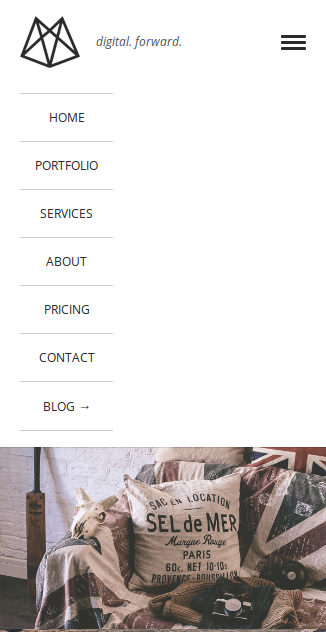 digital. forward.
HOME
PORTFOLIO
SERVICES
ABOUT
PRICING
CONTACT
BLOG →
SAC EN LOCATION
SEL de MER
Marque Rouge
PARIS
60c. NET 10·10s
PROVENCE-ROUSSILLON